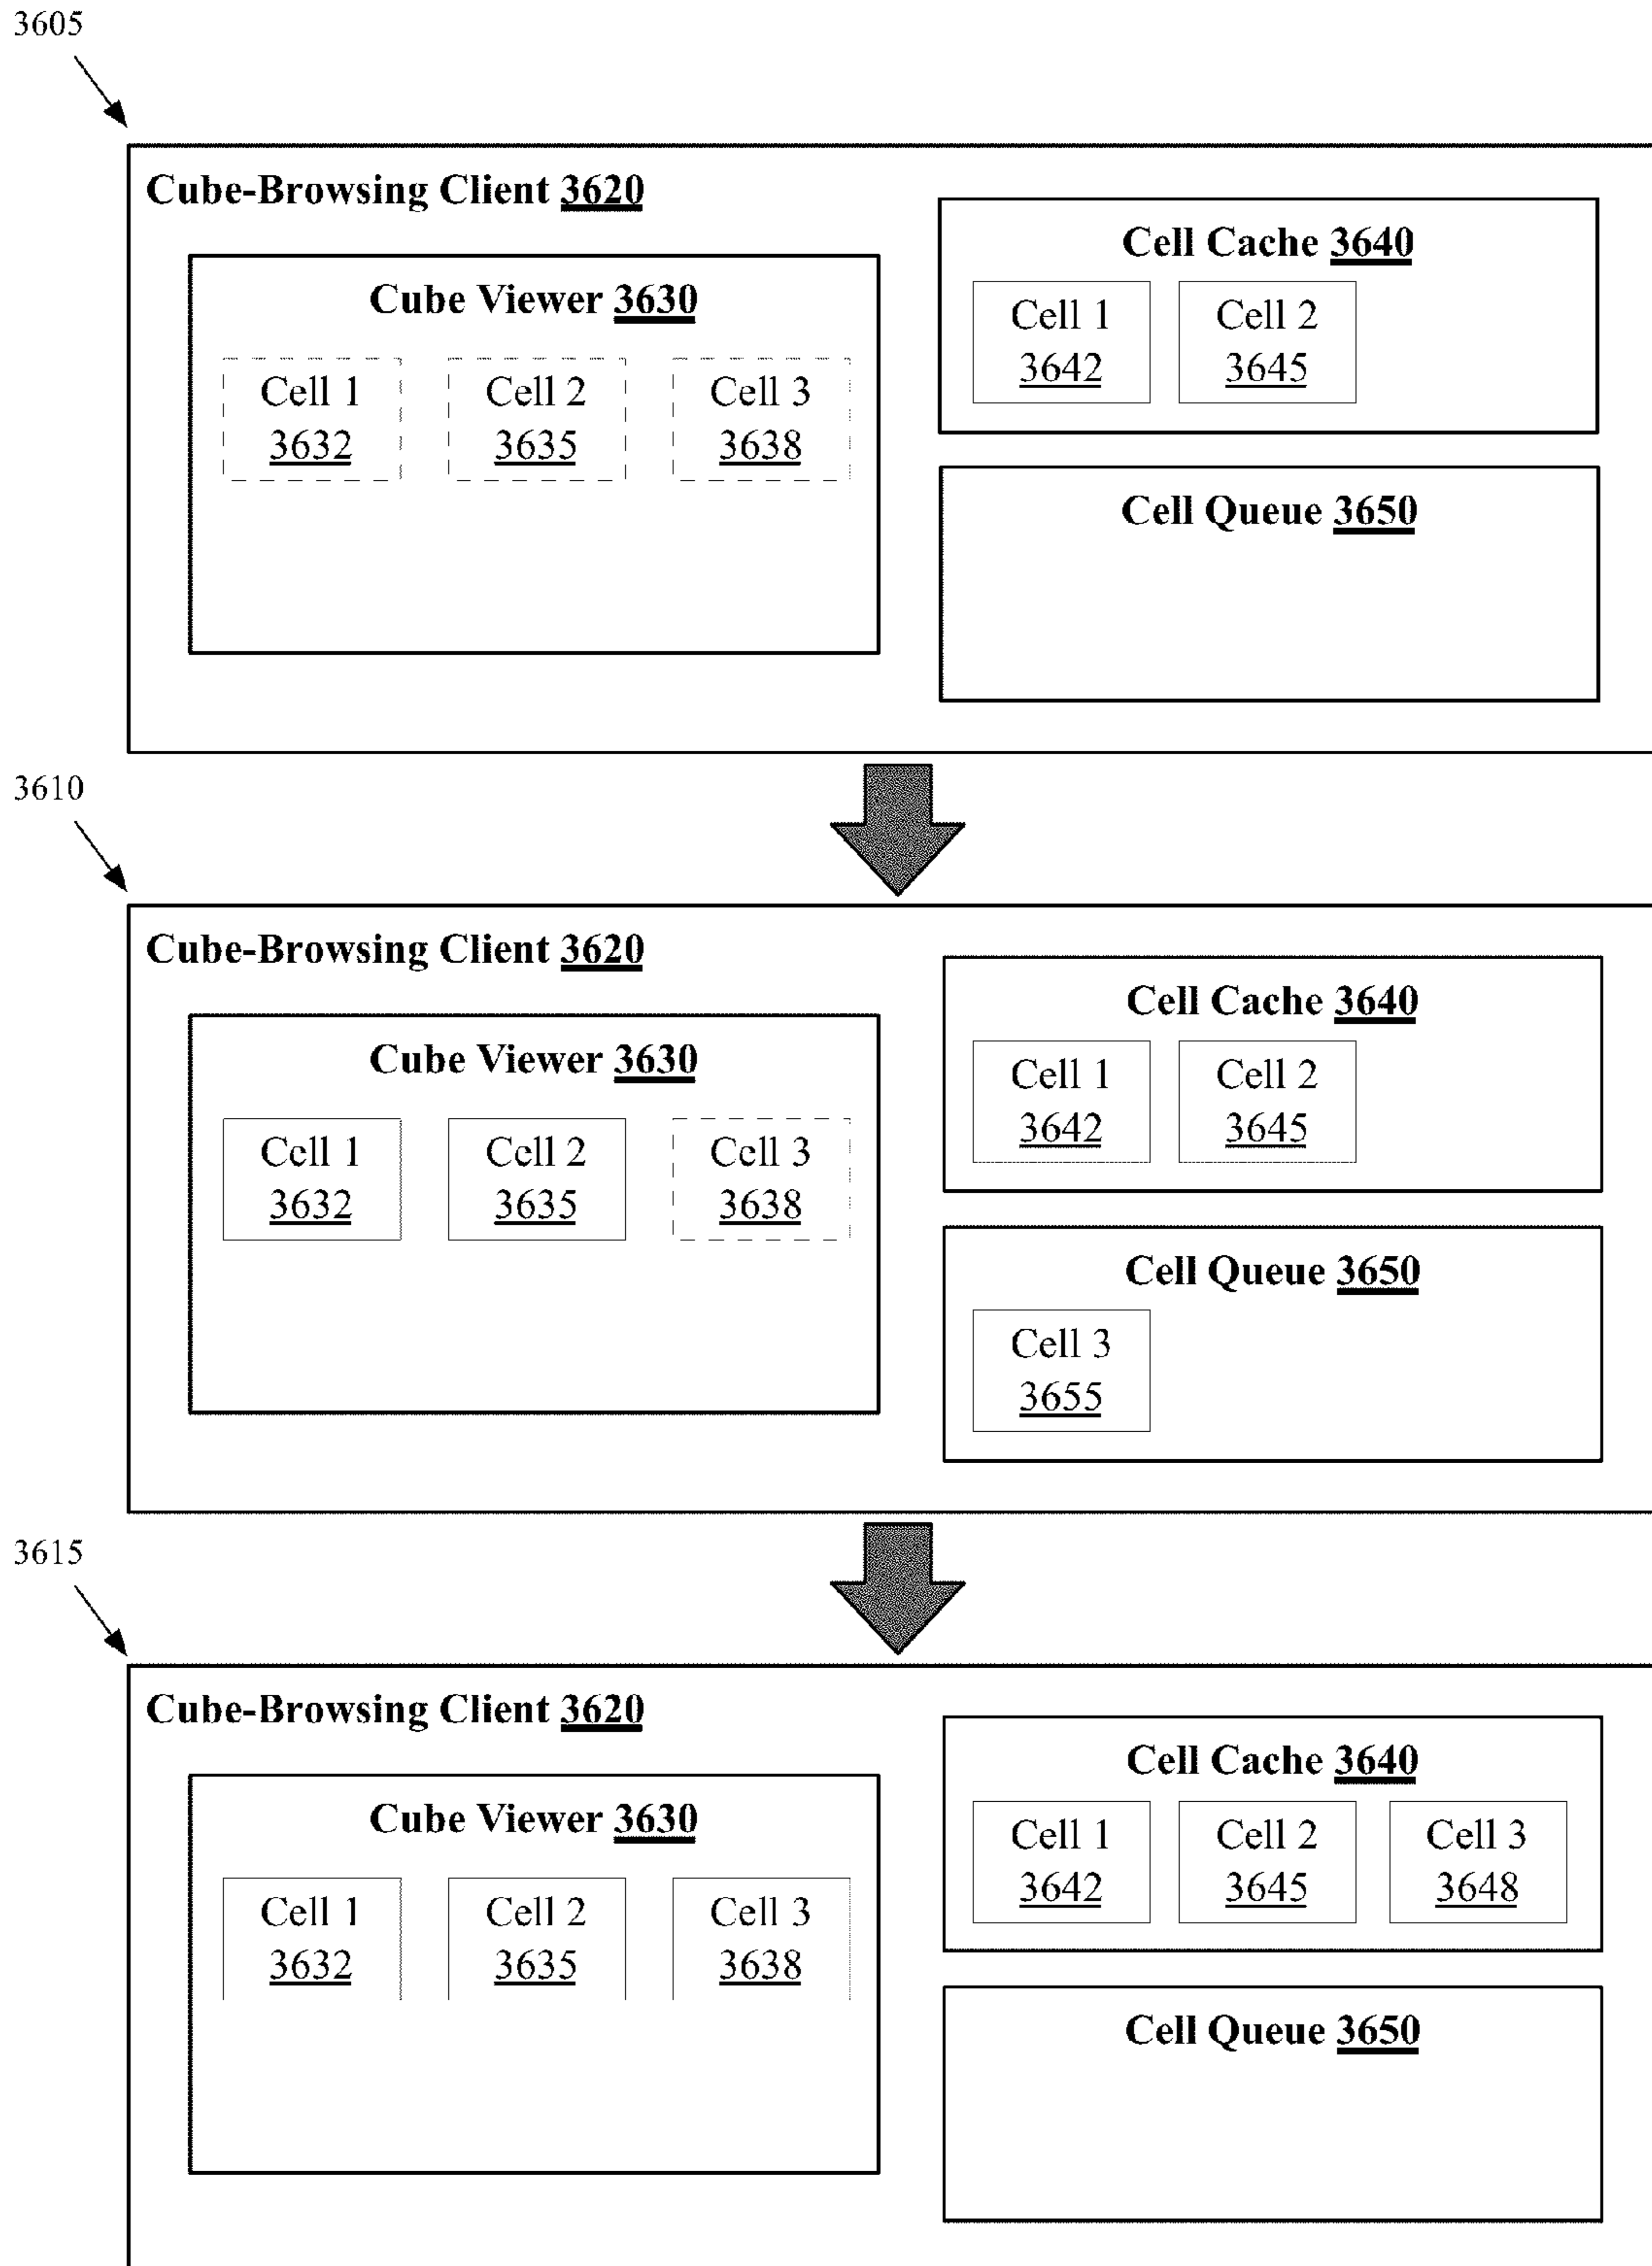 3605
Cube-Browsing Client 3620
Cube Viewer 3630
Cell 1
3632
Cell 2
3635
Cell 3
3638
Cell Cache 3640
Cell 1
3642
Cell 2
3645
Cell Queue 3650
3610
Cube-Browsing Client 3620
Cube Viewer 3630
Cell 1
3632
Cell 2
3635
Cell 3
3638
Cell Cache 3640
Cell 1
3642
Cell 2
3645
Cell Queue 3650
Cell 3
3655
3615
Cube-Browsing Client 3620
Cube Viewer 3630
Cell 1
3632
Cell 2
3635
Cell 3
3638
Cell Cache 3640
Cell 1
3642
Cell 2
3645
Cell 3
3648
Cell Queue 3650